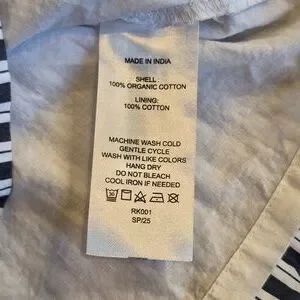 MADE IN INDIA
SHELL:
100% ORGANIC COTTON
LINING:
100% COTTON
MACHINE WASH COLD
GENTLE CYCLE
WASH WITH LIKE COLORS
HANG DRY
DO NOT BLEACH
COOL IRON IF NEEDED
RK001
SP/25